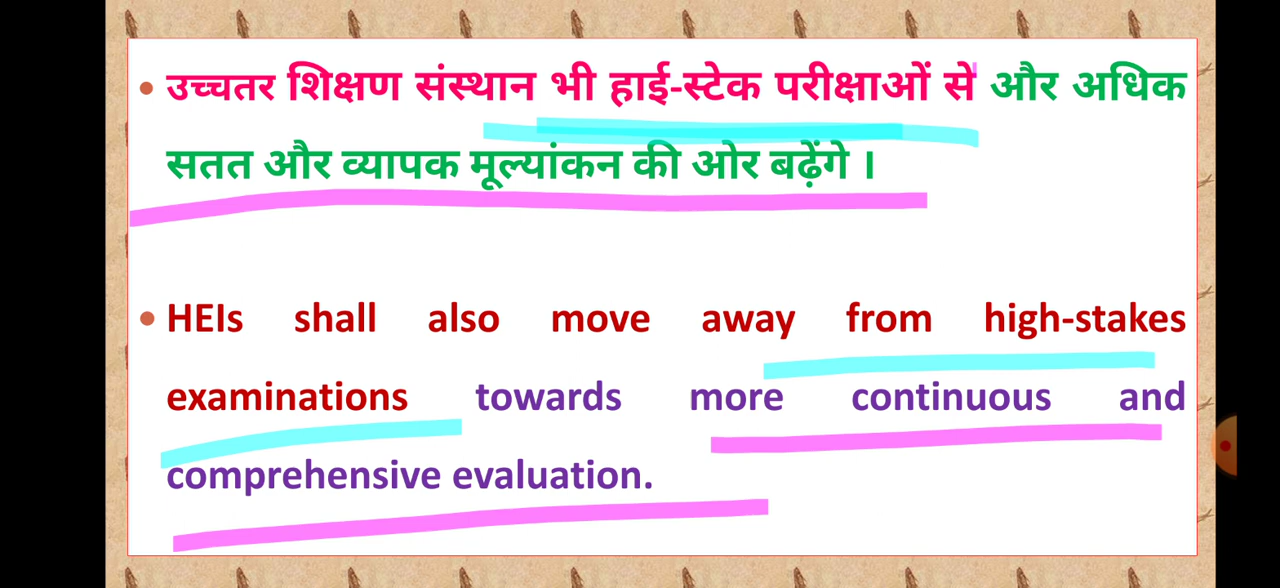 • उच्चतर शिक्षण संस्थान भी हाई-स्टेक परीक्षाओं से और अधिक
सतत और व्यापक मूल्यांकन की ओर बढ़ेंगे ।
• HEIs shall also move away from high-stakes
examinations towards more continuous and
comprehensive evaluation.